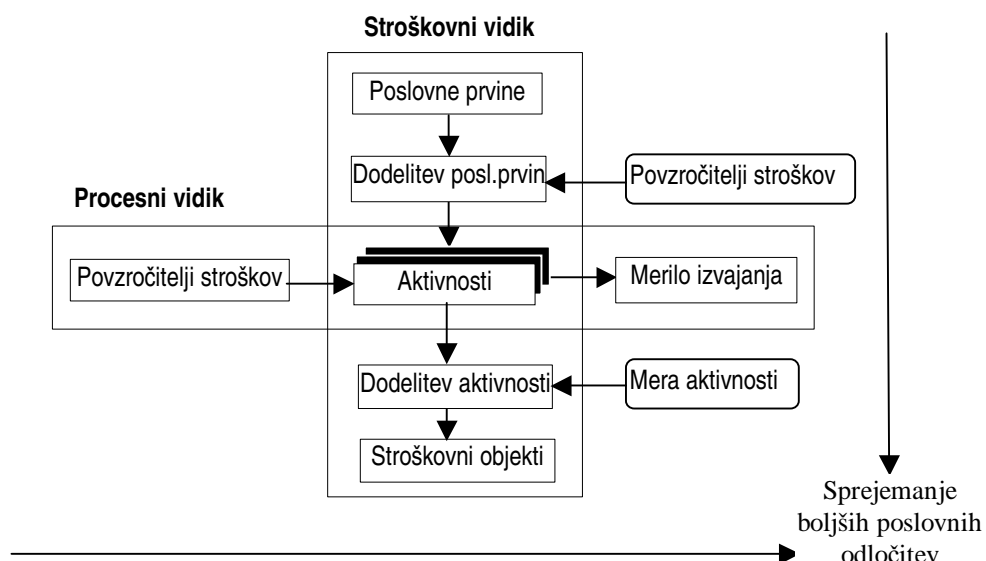 Stroškovni vidik
Poslovne prvine
Dodelitev posl.prvin
Povzročitelji stroškov
Procesni vidik
Povzročitelji stroškov
Aktivnosti
Merilo izvajanja
Dodelitev aktivnosti
Mera aktivnosti
Stroškovni objekti
Sprejemanje
boljših poslovnih
odločitev